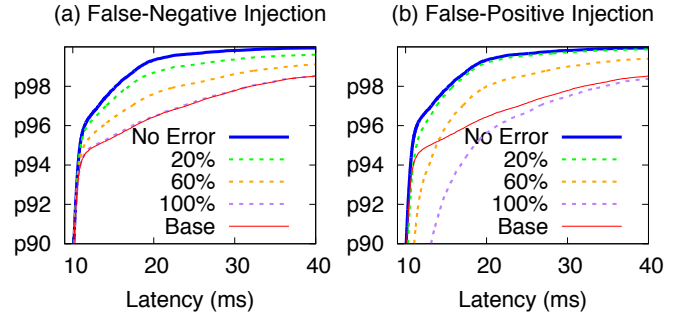 (a) False-Negative Injection
p98
p96
p94
p92
p90
No Error
20%
60%
100%
Base
10 20 30 40
Latency (ms)
(b) False-Positive Injection
p98
p96
p94
p92
p90
No Error
20%
60%
100%
Base
10 20 30 40
Latency (ms)